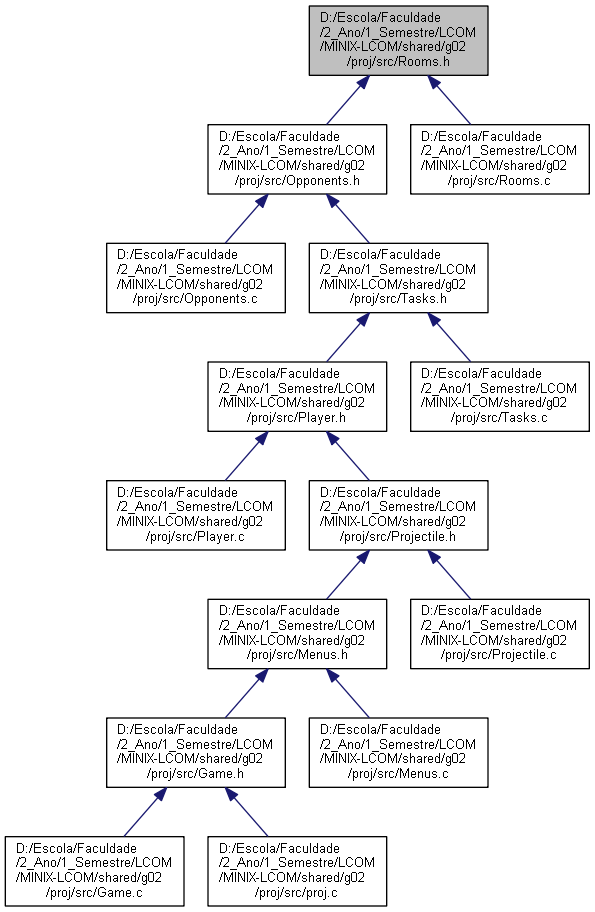 D:/Escola/Faculdade
/2_Ano/1_Semestre/LCOM
/MINIX-LCOM/shared/g02
/proj/src/Rooms.h
D:/Escola/Faculdade
/2_Ano/1_Semestre/LCOM
/MINIX-LCOM/shared/g02
/proj/src/Opponents.h
D:/Escola/Faculdade
/2_Ano/1_Semestre/LCOM
/MINIX-LCOM/shared/g02
/proj/src/Rooms.c
D:/Escola/Faculdade
/2_Ano/1_Semestre/LCOM
/MINIX-LCOM/shared/g02
/proj/src/Opponents.c
D:/Escola/Faculdade
/2_Ano/1_Semestre/LCOM
/MINIX-LCOM/shared/g02
/proj/src/Tasks.h
D:/Escola/Faculdade
/2_Ano/1_Semestre/LCOM
/MINIX-LCOM/shared/g02
/proj/src/Player.h
D:/Escola/Faculdade
/2_Ano/1_Semestre/LCOM
/MINIX-LCOM/shared/g02
/proj/src/Tasks.c
D:/Escola/Faculdade
/2_Ano/1_Semestre/LCOM
/MINIX-LCOM/shared/g02
/proj/src/Player.c
D:/Escola/Faculdade
/2_Ano/1_Semestre/LCOM
/MINIX-LCOM/shared/g02
/proj/src/Projectile.h
D:/Escola/Faculdade
/2_Ano/1_Semestre/LCOM
/MINIX-LCOM/shared/g02
/proj/src/Menus.h
D:/Escola/Faculdade
/2_Ano/1_Semestre/LCOM
/MINIX-LCOM/shared/g02
/proj/src/Projectile.c
D:/Escola/Faculdade
/2_Ano/1_Semestre/LCOM
/MINIX-LCOM/shared/g02
/proj/src/Game.h
D:/Escola/Faculdade
/2_Ano/1_Semestre/LCOM
/MINIX-LCOM/shared/g02
/proj/src/Menus.c
D:/Escola/Faculdade
/2_Ano/1_Semestre/LCOM
/MINIX-LCOM/shared/g02
/proj/src/Game.c
D:/Escola/Faculdade
/2_Ano/1_Semestre/LCOM
/MINIX-LCOM/shared/g02
/proj/src/proj.c